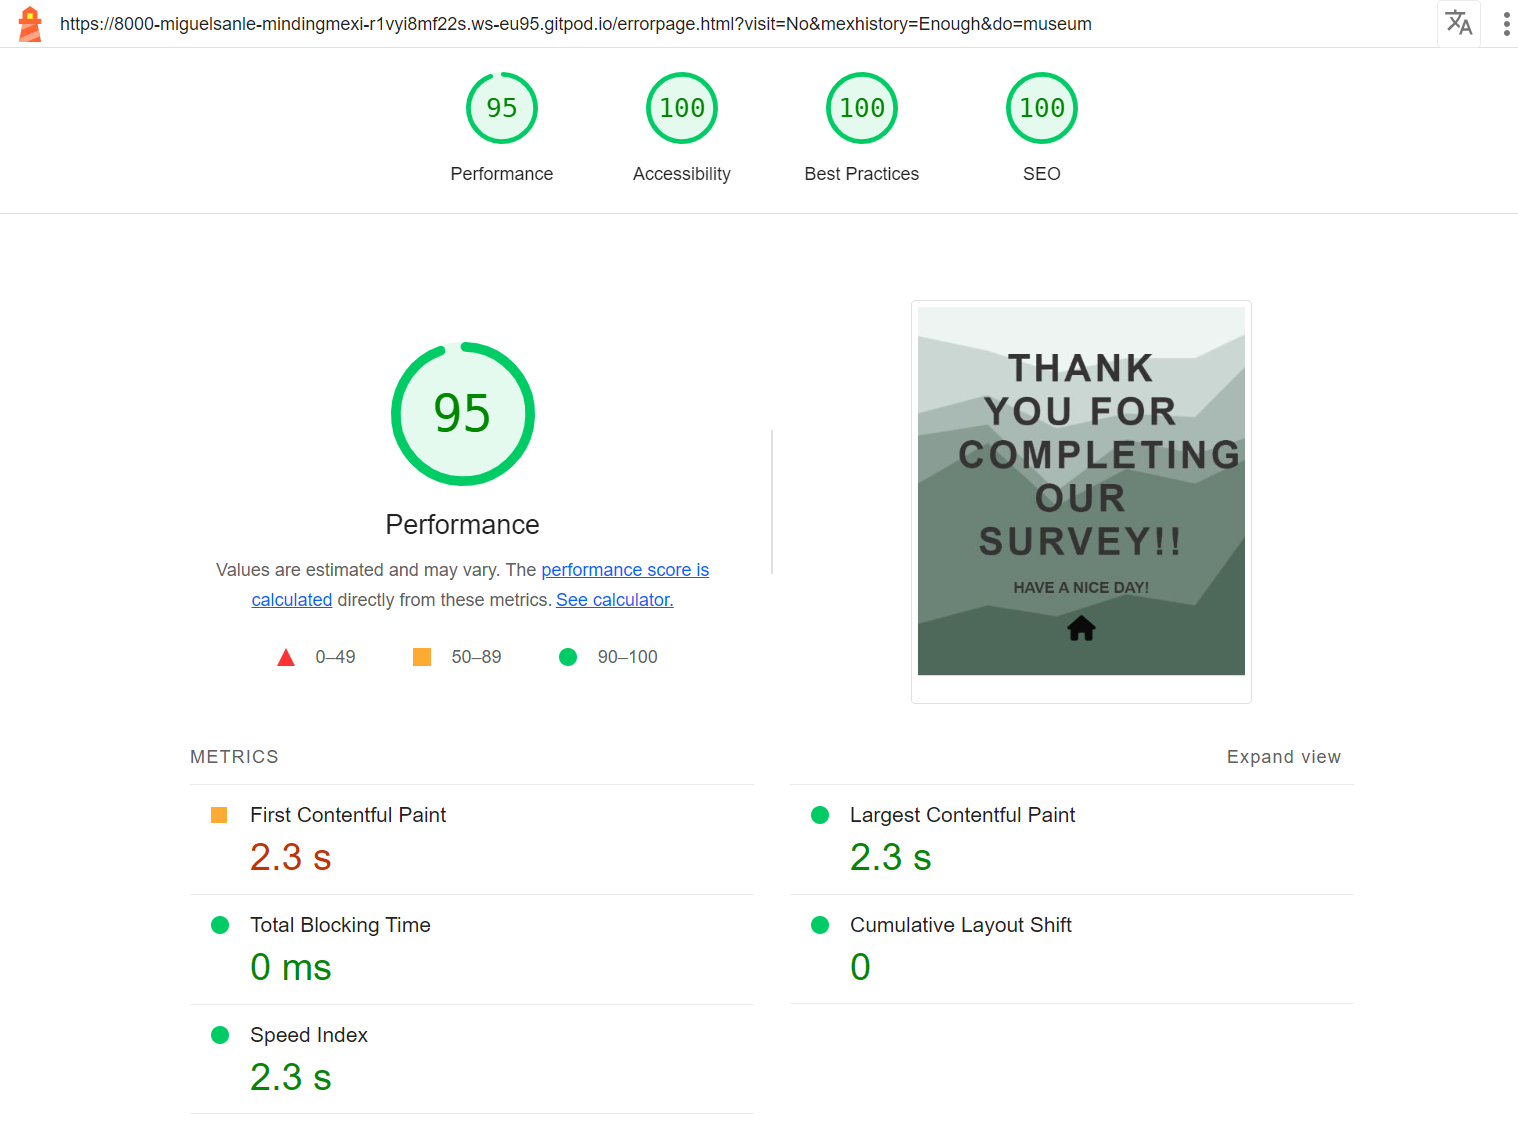 https://8000-miguelsanle-mindingmexi-r1vyi8mf22s.ws-eu95.gitpod.io/errorpage.html?visit=No&mexhistory=Enough&do=museum
95
100
100
100
Performance
Accessibility
Best Practices
SEO
95
Performance
Values are estimated and may vary. The performance score is
calculated directly from these metrics. See calculator.
0–49
50–89
90–100
THANK
YOU FOR
COMPLETING
OUR
SURVEY!!
HAVE A NICE DAY!
METRICS
Expand view
First Contentful Paint
2.3 s
Largest Contentful Paint
2.3 s
Total Blocking Time
0 ms
Cumulative Layout Shift
0
Speed Index
2.3 s